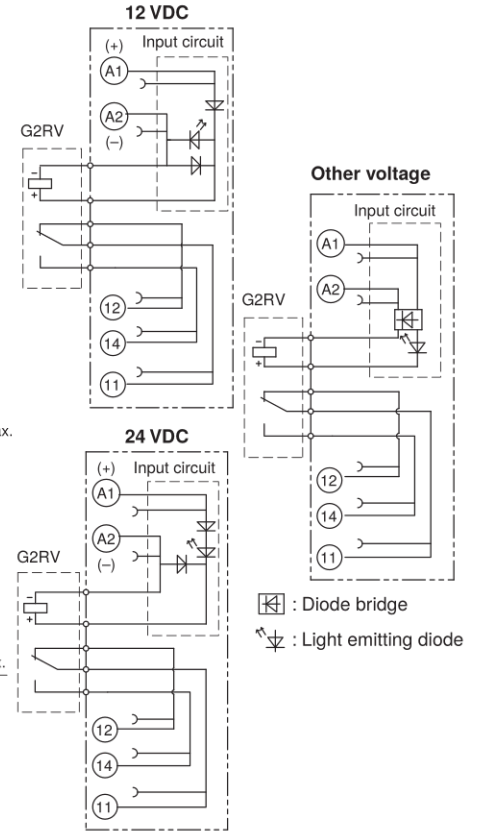 12 VDC
(+)
Input circuit
A1
A2
(–)
G2RV
–
+
12
14
11
Other voltage
Input circuit
A1
A2
G2RV
–
+
12
14
11
ax.
24 VDC
(+)
Input circuit
A1
A2
(–)
G2RV
–
+
12
14
11
: Diode bridge
: Light emitting diode